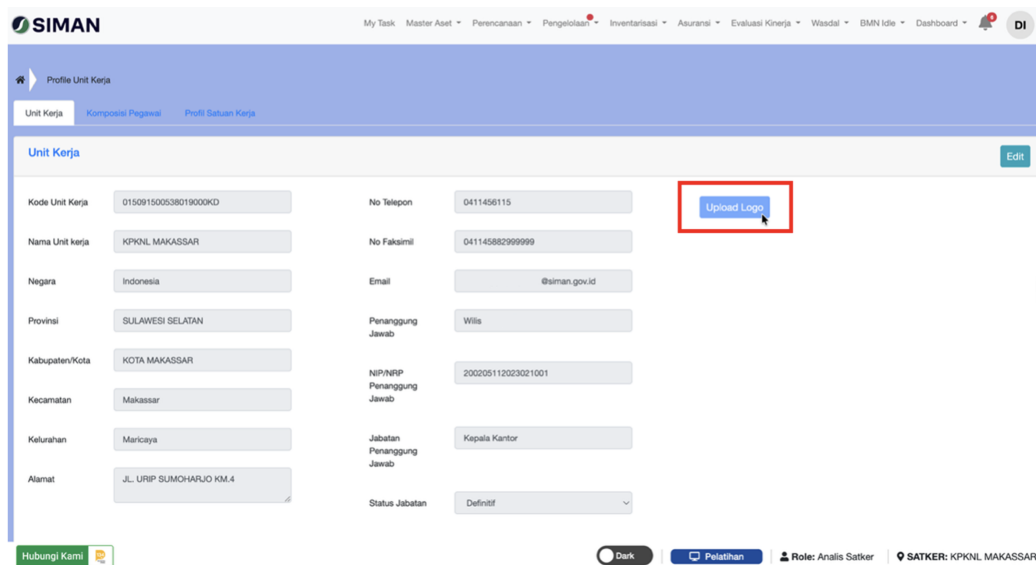 SIMAN
My Task Master Aset Perencanaan Pengelolaan Inventarisasi Asuransi Evaluasi Kinerja Wasdal BMN Idle Dashboard DI
Profile Unit Kerja
Unit Kerja Komposisi Pegawai Profil Satuan Kerja
Unit Kerja Edit
Kode Unit Kerja 015091500538019000KD
Nama Unit kerja KPKNL MAKASSAR
Negara Indonesia
Provinsi SULAWESI SELATAN
Kabupaten/Kota KOTA MAKASSAR
Kecamatan Makassar
Kelurahan Maricaya
Alamat JL. URIP SUMOHARJO KM.4
No Telepon 0411456115
No Faksimil 041145882999999
Email @siman.gov.id
Penanggung
Jawab
Wilis
NIP/NRP
Penanggung
Jawab
200205112023021001
Jabatan
Penanggung
Jawab
Kepala Kantor
Status Jabatan Definitif
Upload Logo
Hubungi Kami
Dark
Pelatihan
Role: Analis Satker
SATKER: KPKNL MAKASSAR